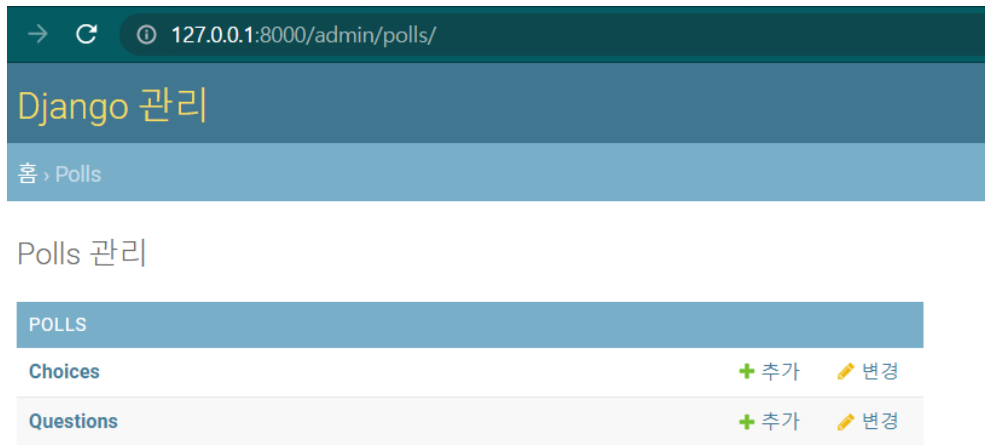 127.0.0.1:8000/admin/polls/
Django 관리
홈 › Polls
Polls 관리
POLLS
Choices 추가 변경
Questions 추가 변경